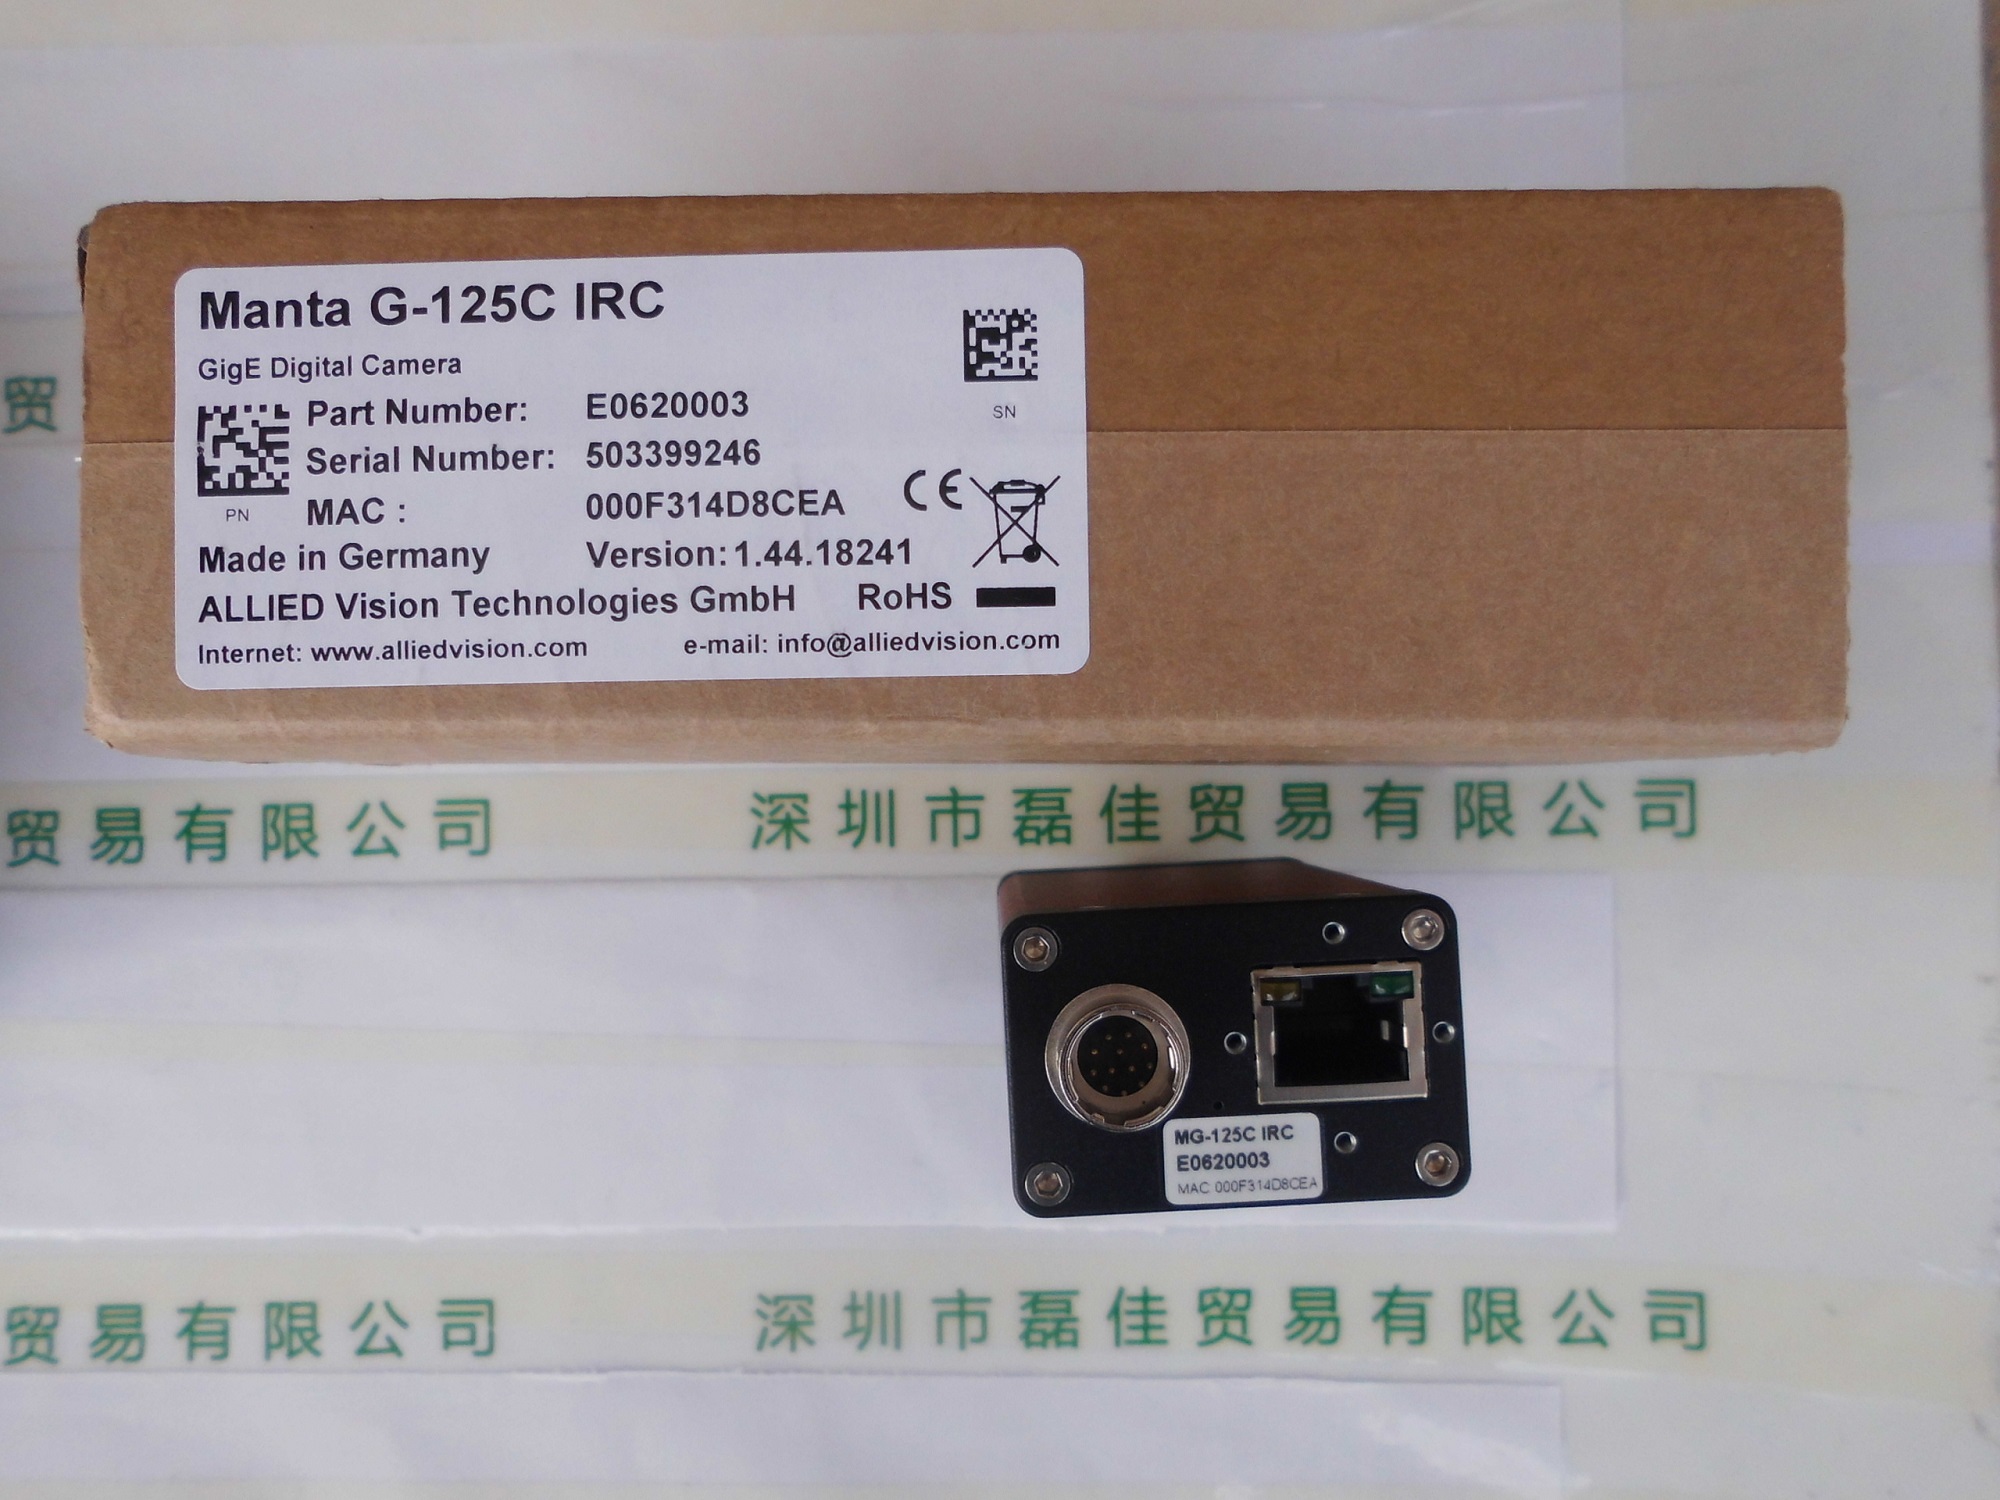 Manta G-125C IRC
GigE Digital Camera
SN
Part Number: E0620003
Serial Number: 503399246
MAC : 000F314D8CEA
PN
CE
Made in Germany Version: 1.44.18241
ALLIED Vision Technologies GmbH RoHS
Internet: www.alliedvision.com e-mail: info@alliedvision.com
贸
贸易有限公司 深圳市磊佳贸易有限公司
MG-125C IRC
E0620003
MAC 000F314D8CEA
贸易有限公司 深圳市磊佳贸易有限公司